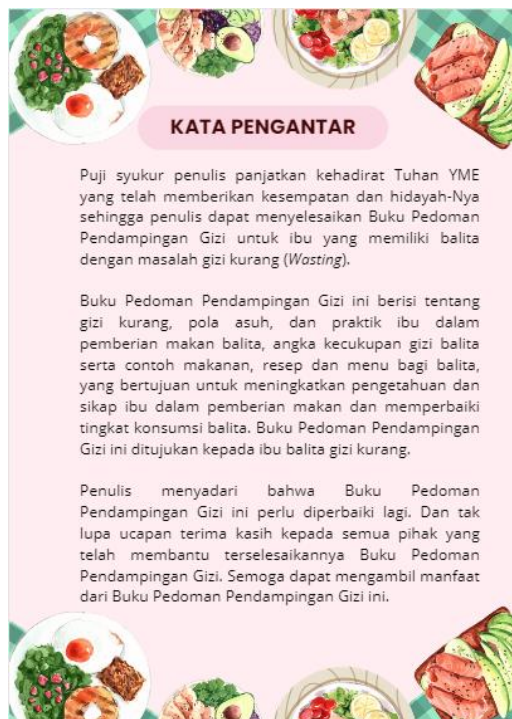 KATA PENGANTAR
Puji syukur penulis panjatkan kehadirat Tuhan YME
yang telah memberikan kesempatan dan hidayah-Nya
sehingga penulis dapat menyelesaikan Buku Pedoman
Pendampingan Gizi untuk ibu yang memiliki balita
dengan masalah gizi kurang (Wasting).
Buku Pedoman Pendampingan Gizi ini berisi tentang
gizi kurang, pola asuh, dan praktik ibu dalam
pemberian makan balita, angka kecukupan gizi balita
serta contoh makanan, resep dan menu bagi balita,
yang bertujuan untuk meningkatkan pengetahuan dan
sikap ibu dalam pemberian makan dan memperbaiki
tingkat konsumsi balita. Buku Pedoman Pendampingan
Gizi ini ditujukan kepada ibu balita gizi kurang.
Penulis menyadari bahwa Buku Pedoman
Pendampingan Gizi ini perlu diperbaiki lagi. Dan tak
lupa ucapan terima kasih kepada semua pihak yang
telah membantu terselesaikannya Buku Pedoman
Pendampingan Gizi. Semoga dapat mengambil manfaat
dari Buku Pedoman Pendampingan Gizi ini.